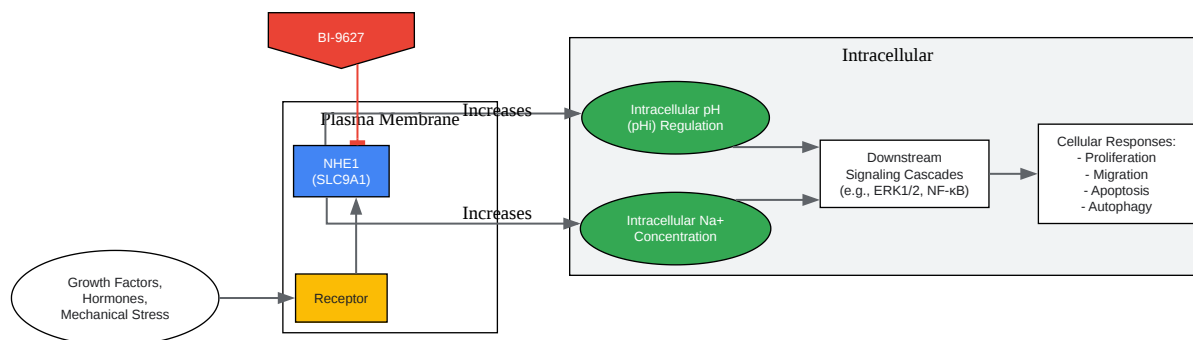 BI-9627
Intracellular
Plasma Membrane
Increases
Intracellular pH
(pHi) Regulation
NHE1
(SLC9A1)
Downstream
Signaling Cascades
(e.g., ERK1/2, NF-κB)
Cellular Responses:
- Proliferation
- Migration
- Apoptosis
- Autophagy
Increases
Intracellular Na+
Concentration
Growth Factors,
Hormones,
Mechanical Stress
Receptor